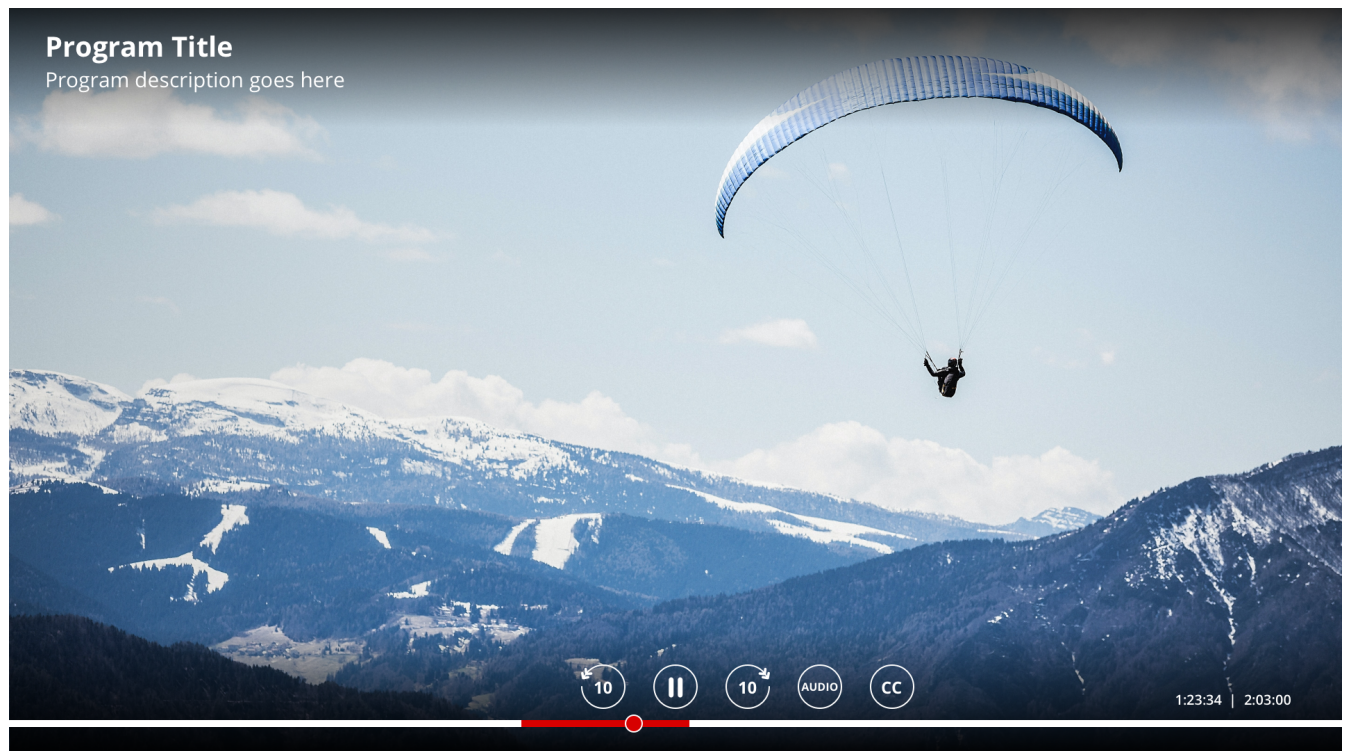 Program Title
Program description goes here
10
10
AUDIO
CC
1:23:34 | 2:03:00